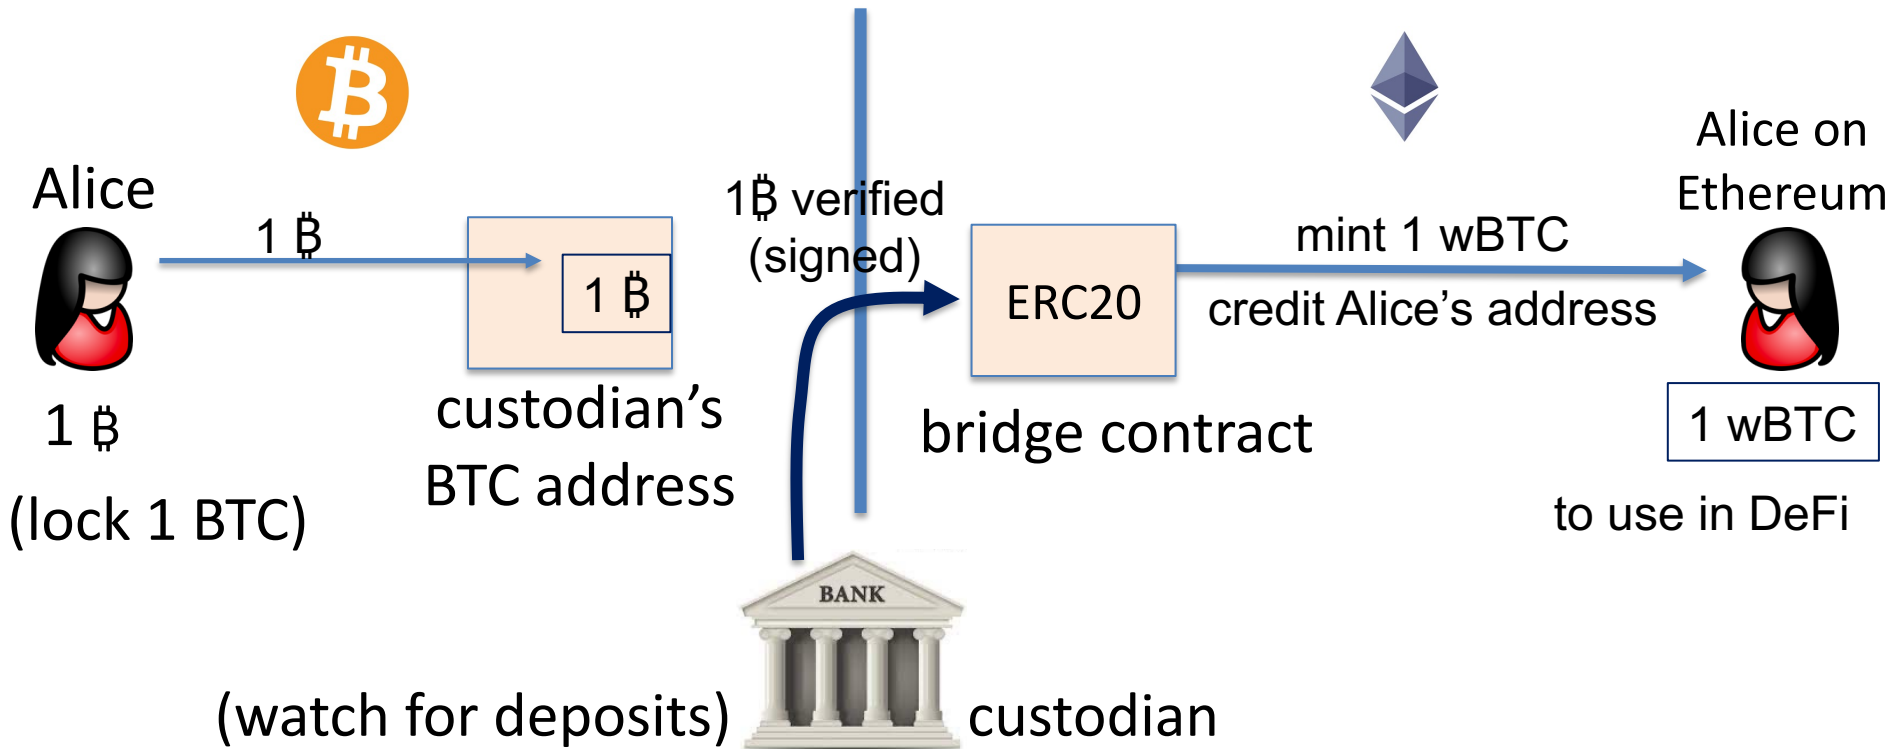 Alice
1 ₿
1 ₿
(lock 1 BTC)
1 ₿
custodian’s
BTC address
1₿ verified
(signed)
ERC20
bridge contract
mint 1 wBTC
credit Alice’s address
Alice on
Ethereum
1 wBTC
to use in DeFi
BANK
(watch for deposits)
custodian